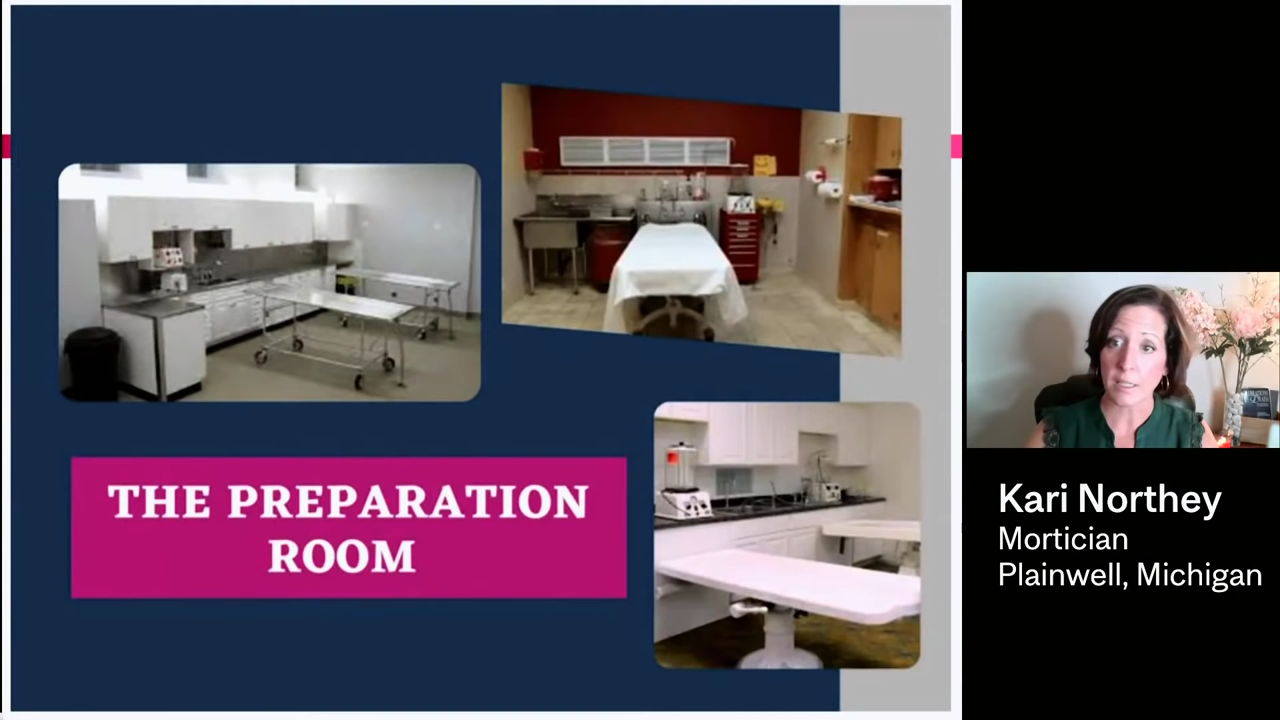 THE PREPARATION
ROOM
Kari Northey
Mortician
Plainwell, Michigan